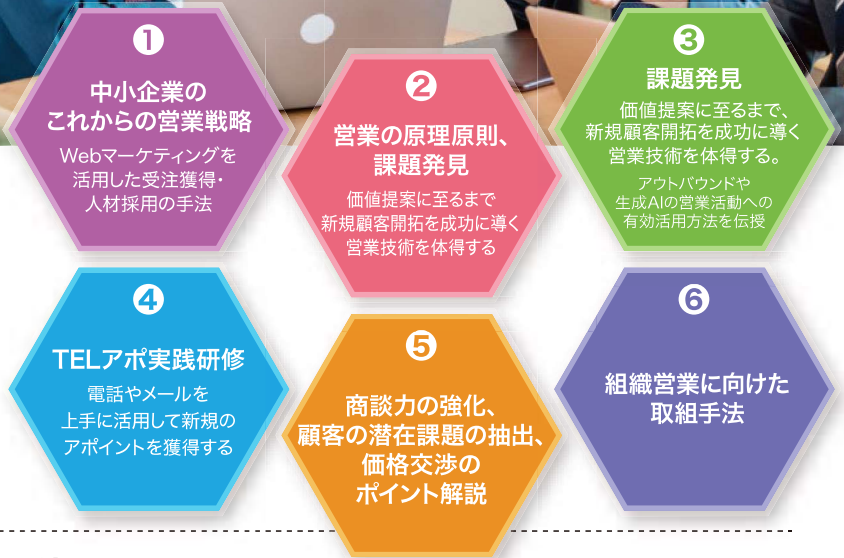 ❶
中小企業の
これからの営業戦略
Webマーケティングを
活用した受注獲得・
人材採用の手法
❷
営業の原理原則、
課題発見
価値提案に至るまで
新規顧客開拓を成功に導く
営業技術を体得する
❸
課題発見
価値提案に至るまで、
新規顧客開拓を成功に導く
営業技術を体得する。
アウトバウンドや
生成AIの営業活動への
有効活用方法を伝授
❹
TELアポ実践研修
電話やメールを
上手に活用して新規の
アポイントを獲得する
❺
商談力の強化、
顧客の潜在課題の抽出、
価格交渉の
ポイント解説
❻
組織営業に向けた
取組手法